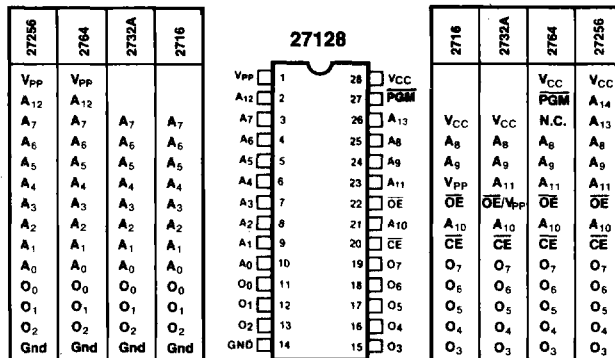 27256 2764 2732A 2716
VPP VPP
A12 A12
A7 A7 A7 A7
A6 A6 A6 A6
A5 A5 A5 A5
A4 A4 A4 A4
A3 A3 A3 A3
A2 A2 A2 A2
A1 A1 A1 A1
A0 A0 A0 A0
O0 O0 O0 O0
O1 O1 O1 O1
O2 O2 O2 O2
Gnd Gnd Gnd Gnd
27128
VPP 1 28 VCC
A12 2 27 PGM
A7 3 26 A13
A6 4 25 A8
A5 5 24 A9
A4 6 23 A11
A3 7 22 OE
A2 8 21 A10
A1 9 20 CE
A0 10 19 O7
O0 11 18 O6
O1 12 17 O5
O2 13 16 O4
GND 14 15 O3
2716 2732A 2764 27256
VCC VCC
PGM A14
VCC VCC N.C. A13
A8 A8 A8 A8
A9 A9 A9 A9
VPP A11 A11 A11
OE OE/VPP OE OE
A10 A10 A10 A10
CE CE CE CE
O7 O7 O7 O7
O6 O6 O6 O6
O5 O5 O5 O5
O4 O4 O4 O4
O3 O3 O3 O3